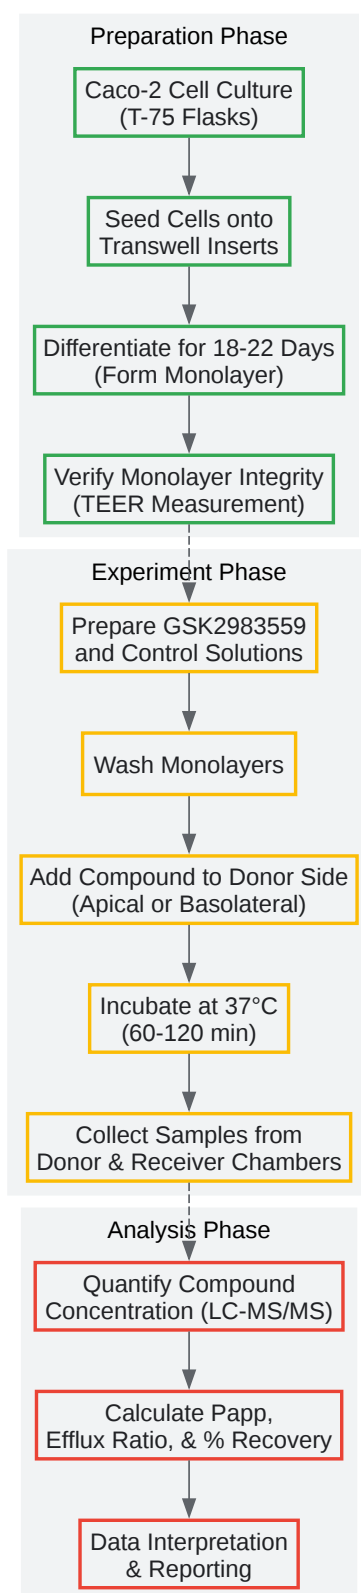 Preparation Phase
Caco-2 Cell Culture
(T-75 Flasks)
Seed Cells onto
Transwell Inserts
Differentiate for 18-22 Days
(Form Monolayer)
Verify Monolayer Integrity
(TEER Measurement)
Experiment Phase
Prepare GSK2983559
and Control Solutions
Wash Monolayers
Add Compound to Donor Side
(Apical or Basolateral)
Incubate at 37°C
(60-120 min)
Collect Samples from
Donor & Receiver Chambers
Analysis Phase
Quantify Compound
Concentration (LC-MS/MS)
Calculate Papp,
Efflux Ratio, & % Recovery
Data Interpretation
& Reporting